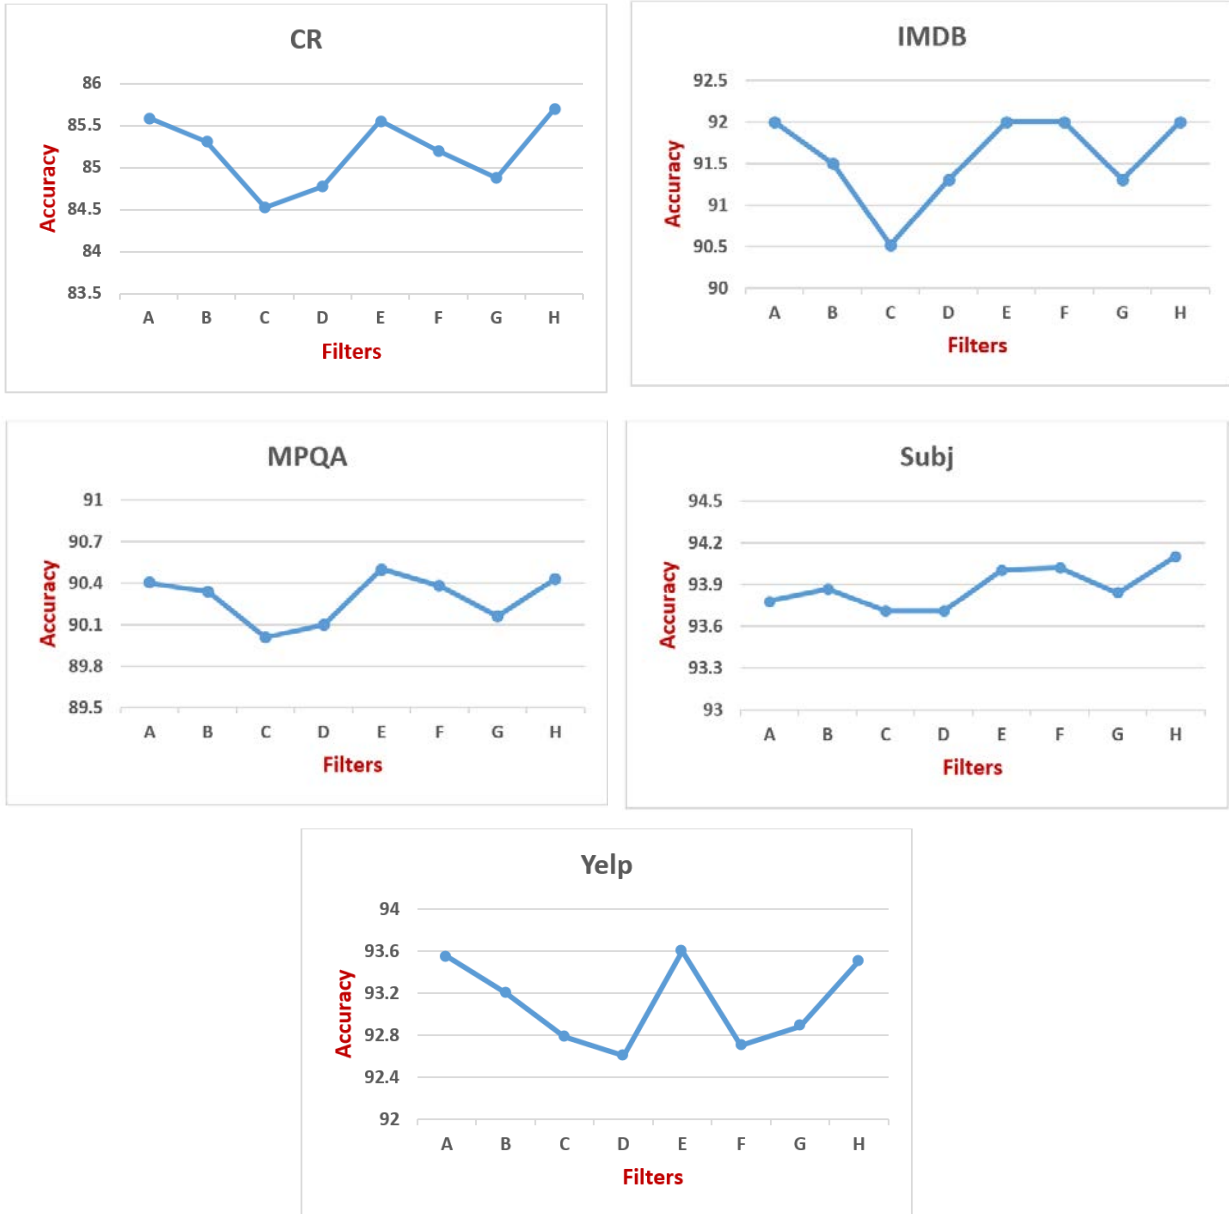 CR
86
85.5
85
84.5
84
83.5
Accuracy
A B C D E F G H
Filters
IMDB
92.5
92
91.5
91
90.5
90
Accuracy
A B C D E F G H
Filters
MPQA
91
90.7
90.4
90.1
89.8
89.5
Accuracy
A B C D E F G H
Filters
Subj
94.5
94.2
93.9
93.6
93.3
93
Accuracy
A B C D E F G H
Filters
Yelp
94
93.6
93.2
92.8
92.4
92
Accuracy
A B C D E F G H
Filters